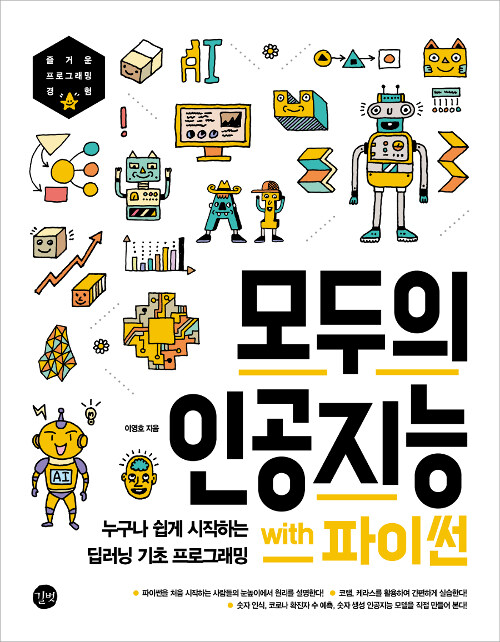 즐거운
프로그래밍
경험
AI
모두의
인공지능
이영호 지음
AI
누구나 쉽게 시작하는
딥러닝 기초 프로그래밍
with 파이썬
길벗
파이썬을 처음 시작하는 사람들의 눈높이에서 원리를 설명한다! 코랩, 케라스를 활용하여 간편하게 실습한다!
숫자 인식, 코로나 확진자 수 예측, 숫자 생성 인공지능 모델을 직접 만들어 본다!